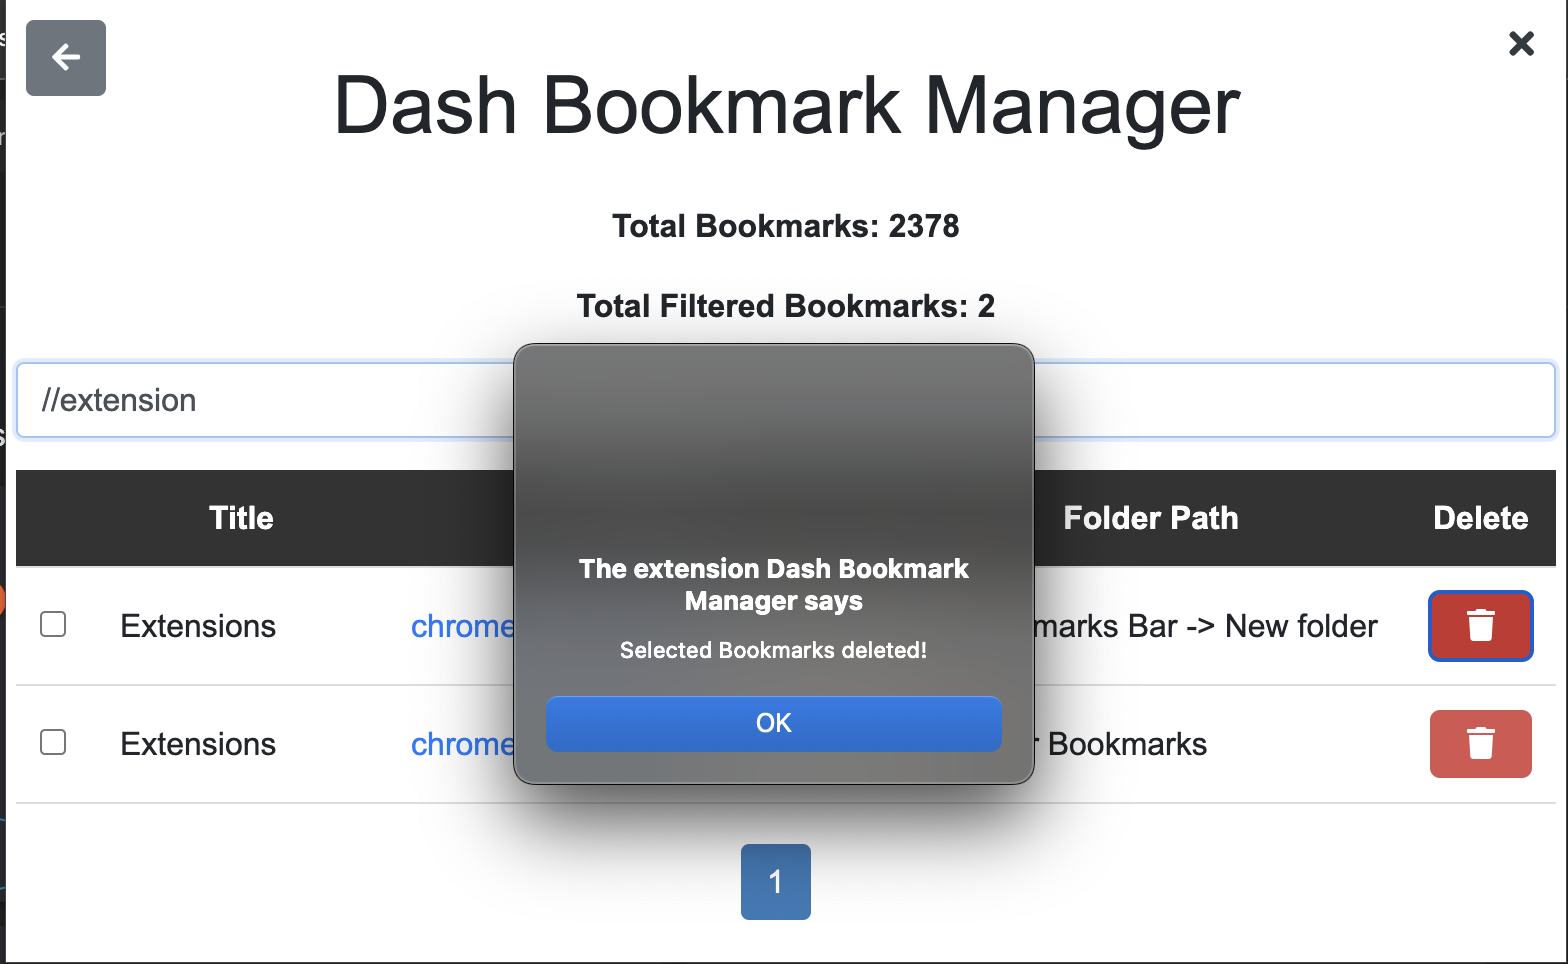 Dash Bookmark Manager
Total Bookmarks: 2378
Total Filtered Bookmarks: 2
//extension
Title Folder Path Delete
Extensions chrome marks Bar -> New folder
Extensions chrome Bookmarks
The extension Dash Bookmark
Manager says
Selected Bookmarks deleted!
OK
1